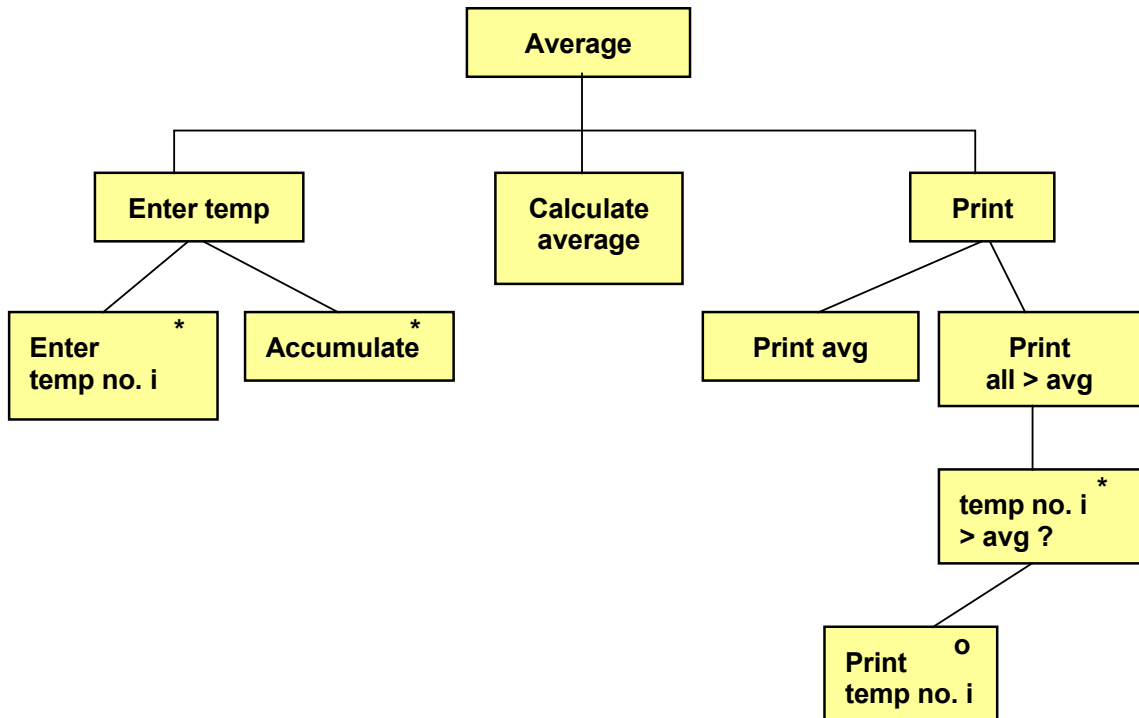 Average
Enter temp
Calculate
average
Print
Enter *
temp no. i
Accumulate *
Print avg
Print
all > avg
temp no. i *
> avg ?
Print o
temp no. i